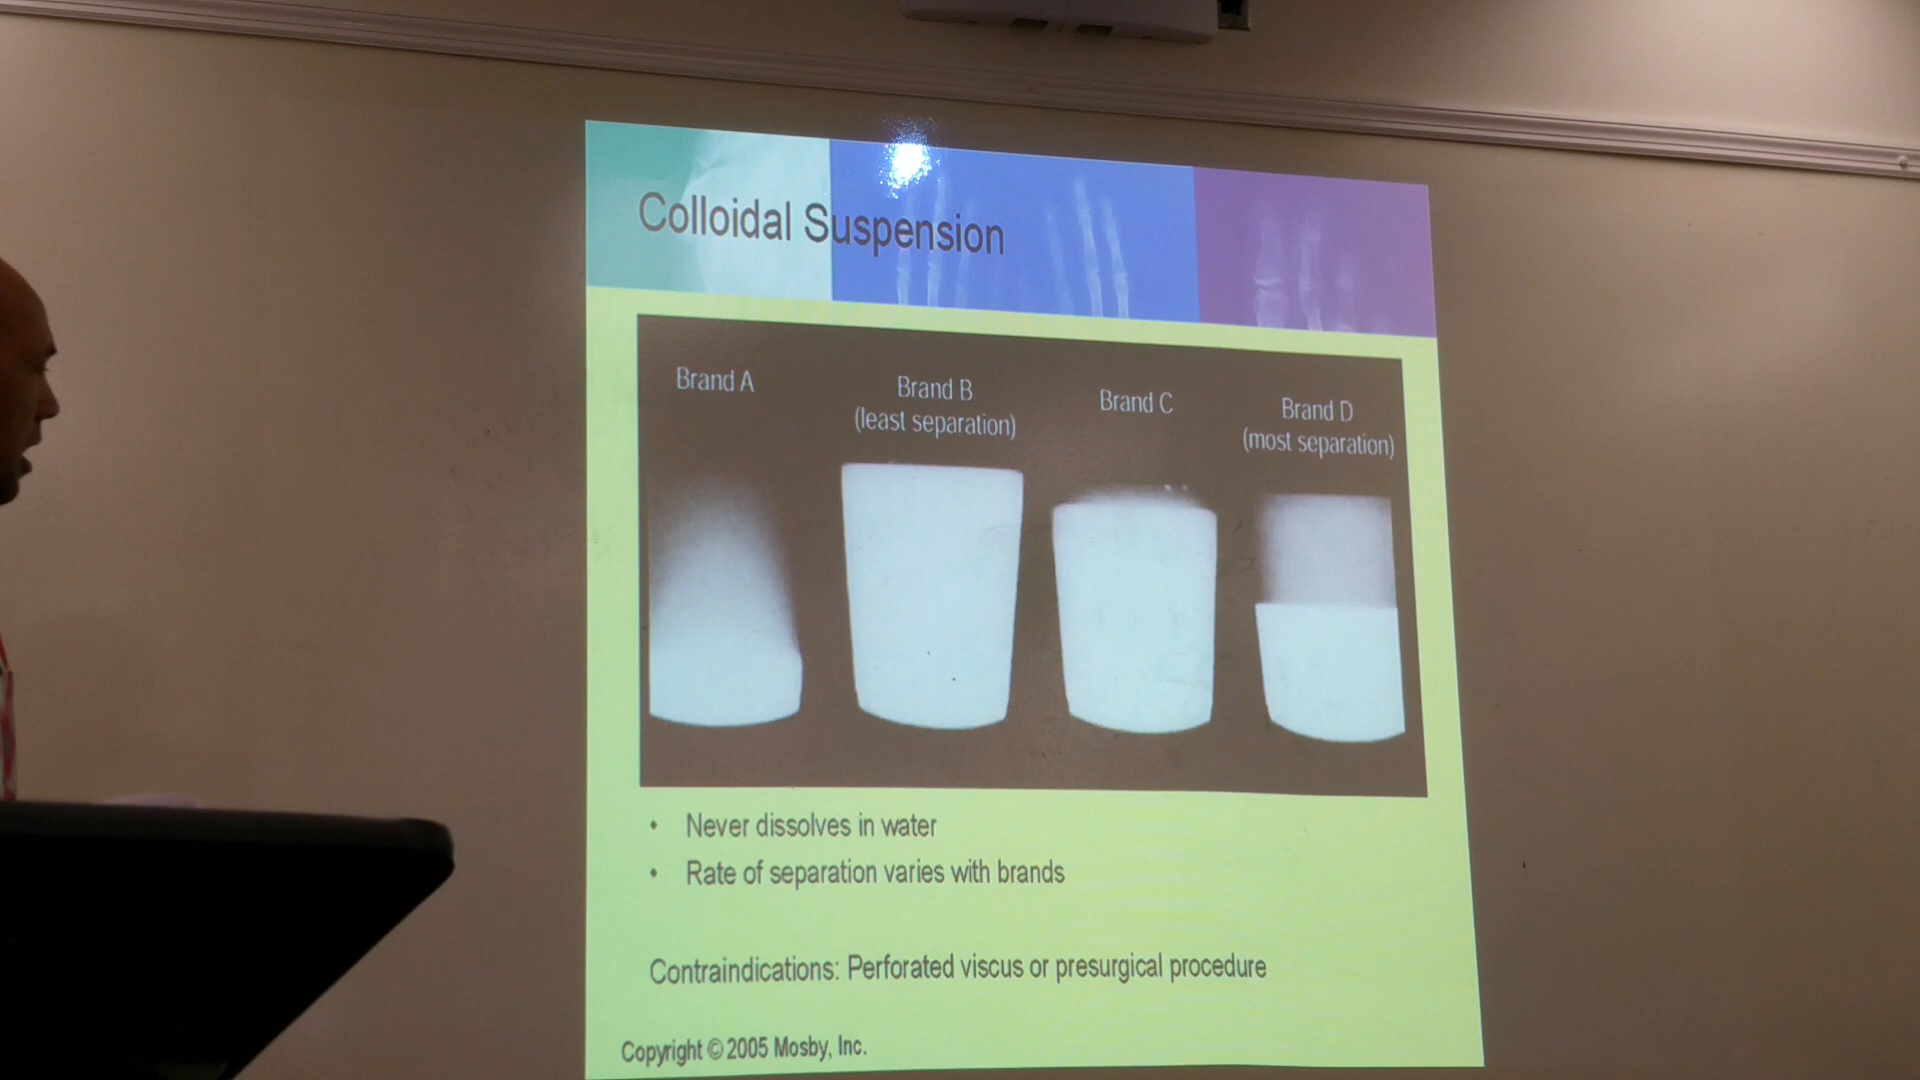 Colloidal Suspension
Brand A
Brand B
(least separation)
Brand C
Brand D
(most separation)
• Never dissolves in water
• Rate of separation varies with brands
Contraindications: Perforated viscus or presurgical procedure
Copyright © 2005 Mosby, Inc.